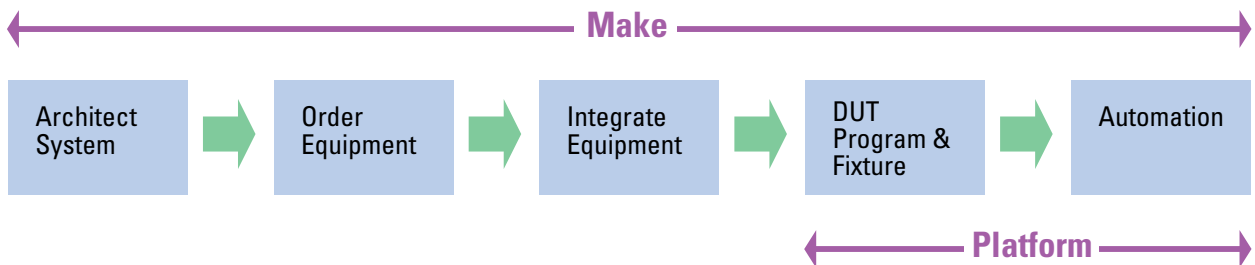 Make
Architect
System
Order
Equipment
Integrate
Equipment
DUT
Program &
Fixture
Automation
Platform